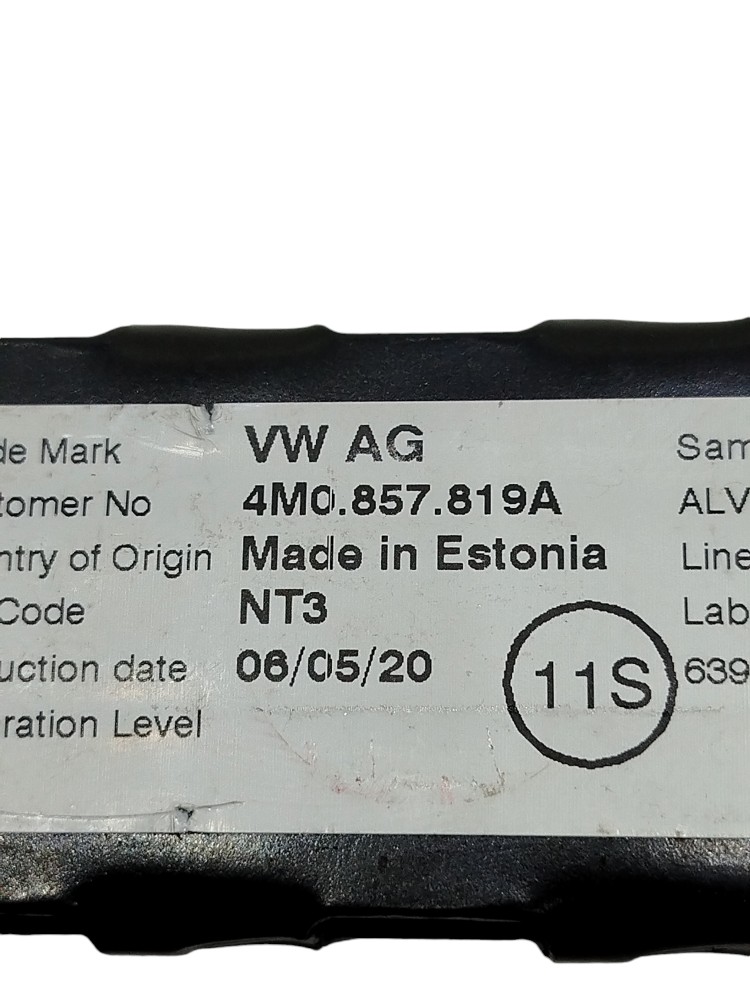 de Mark VW AG Sam
tomer No 4M0.857.819A ALV
ntry of Origin Made in Estonia Line
Code NT3 Lab
uction date 06/05/20 11S 639
ration Level